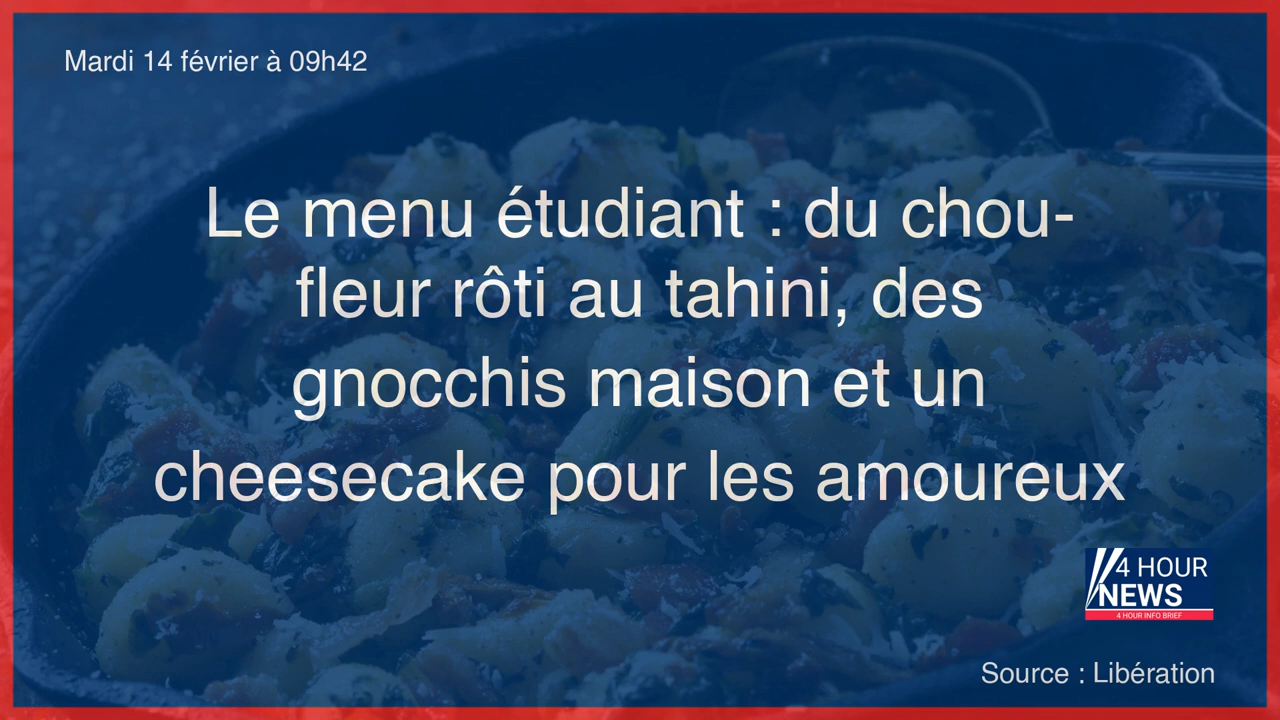 Mardi 14 février à 09h42
Le menu étudiant : du chou-
fleur rôti au tahini, des
gnocchis maison et un
cheesecake pour les amoureux
4 HOUR
NEWS
4 HOUR INFO BRIEF
Source : Libération